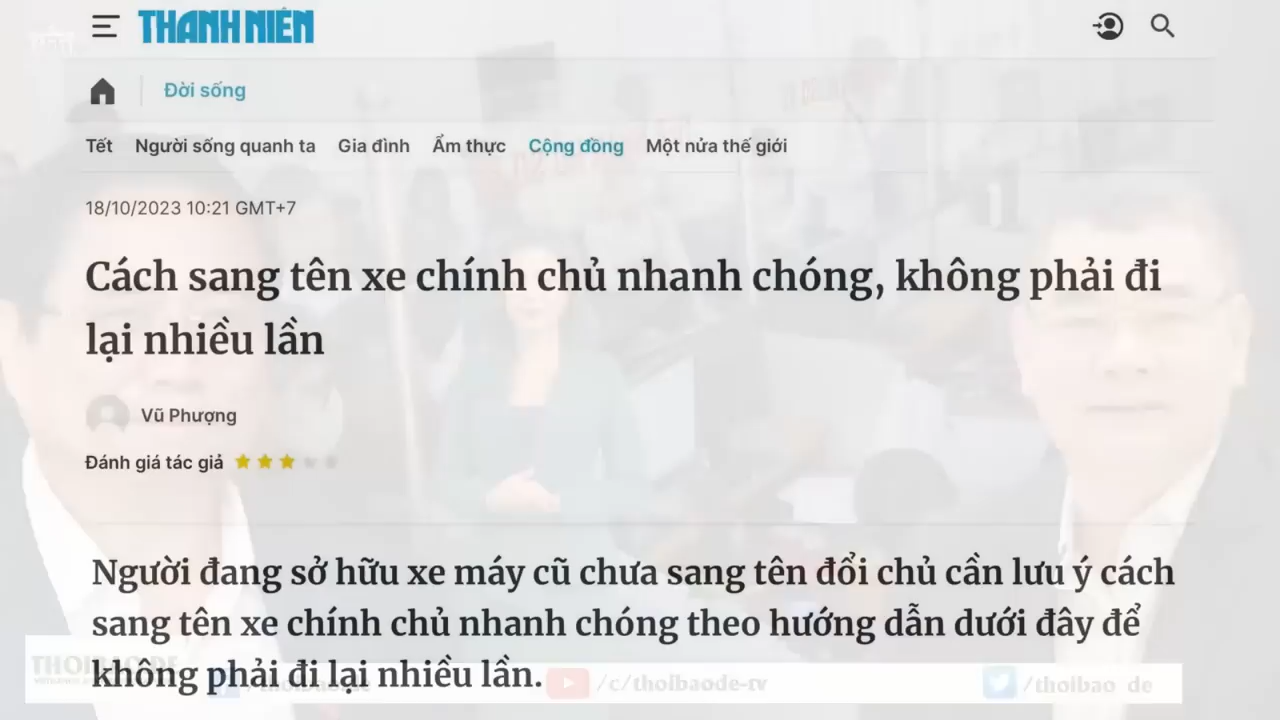 THANH NIÊN
Đời sống
Tết Người sống quanh ta Gia đình Ẩm thực Cộng đồng Một nửa thế giới
18/10/2023 10:21 GMT+7
Cách sang tên xe chính chủ nhanh chóng, không phải đi
lại nhiều lần
Vũ Phượng
Đánh giá tác giả
Người đang sở hữu xe máy cũ chưa sang tên đổi chủ cần lưu ý cách
sang tên xe chính chủ nhanh chóng theo hướng dẫn dưới đây để
không phải đi lại nhiều lần.
THOIBAO.DE
/thoibao.de /c/thoibaode-tv /thoibao_de